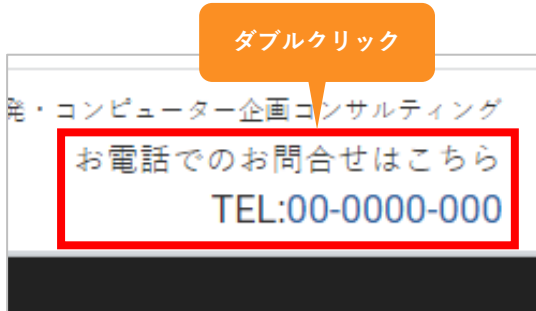 ダブルクリック
発・コンピューター企画コンサルティング
お電話でのお問合せはこちら
TEL:00-0000-000